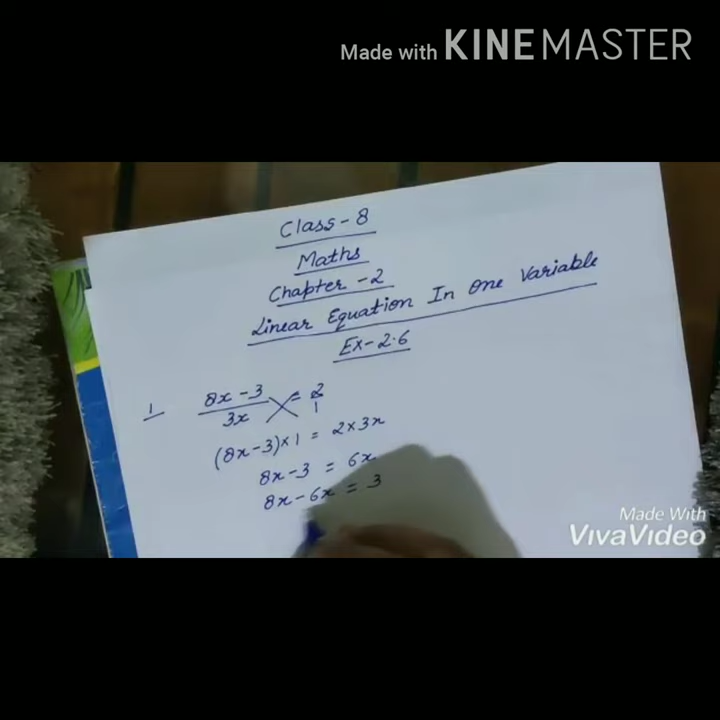 Made with KINEMASTER
Class-8
Maths
Chapter -2
Linear Equation In One Variable
Ex-2.6
1 8x-3/3x = 2/1
(8x-3)×1 = 2×3x
8x-3 = 6x
8x-6x = 3
Made With
VivaVideo